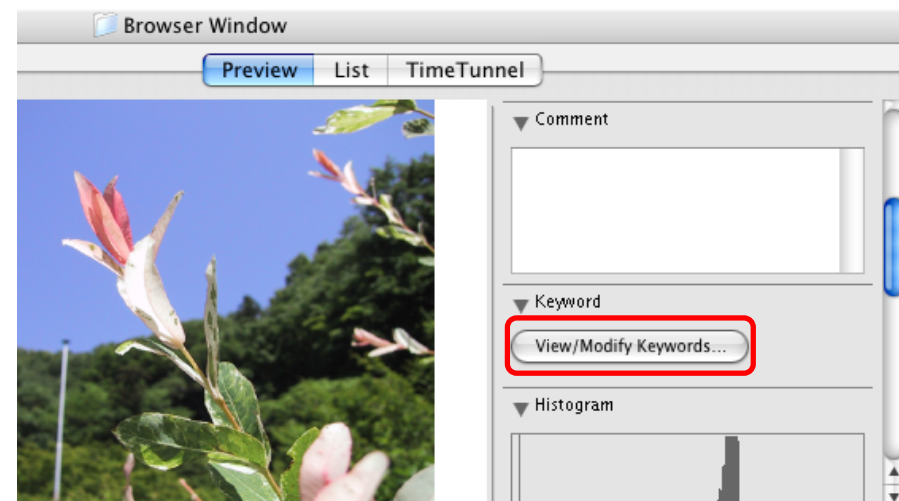 Browser Window
Preview List TimeTunnel
Comment
Keyword
View/Modify Keywords...
Histogram